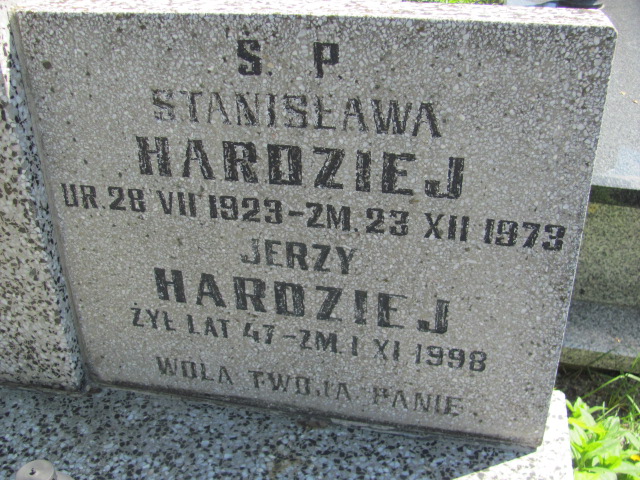 Ś. P.
STANISŁAWA
HARDZIEJ
UR. 28 VII 1923 - ZM. 23 XII 1973
JERZY
HARDZIEJ
ŻYŁ LAT 47 - ZM. 1 XI 1998
WOLA TWOJA PANIE